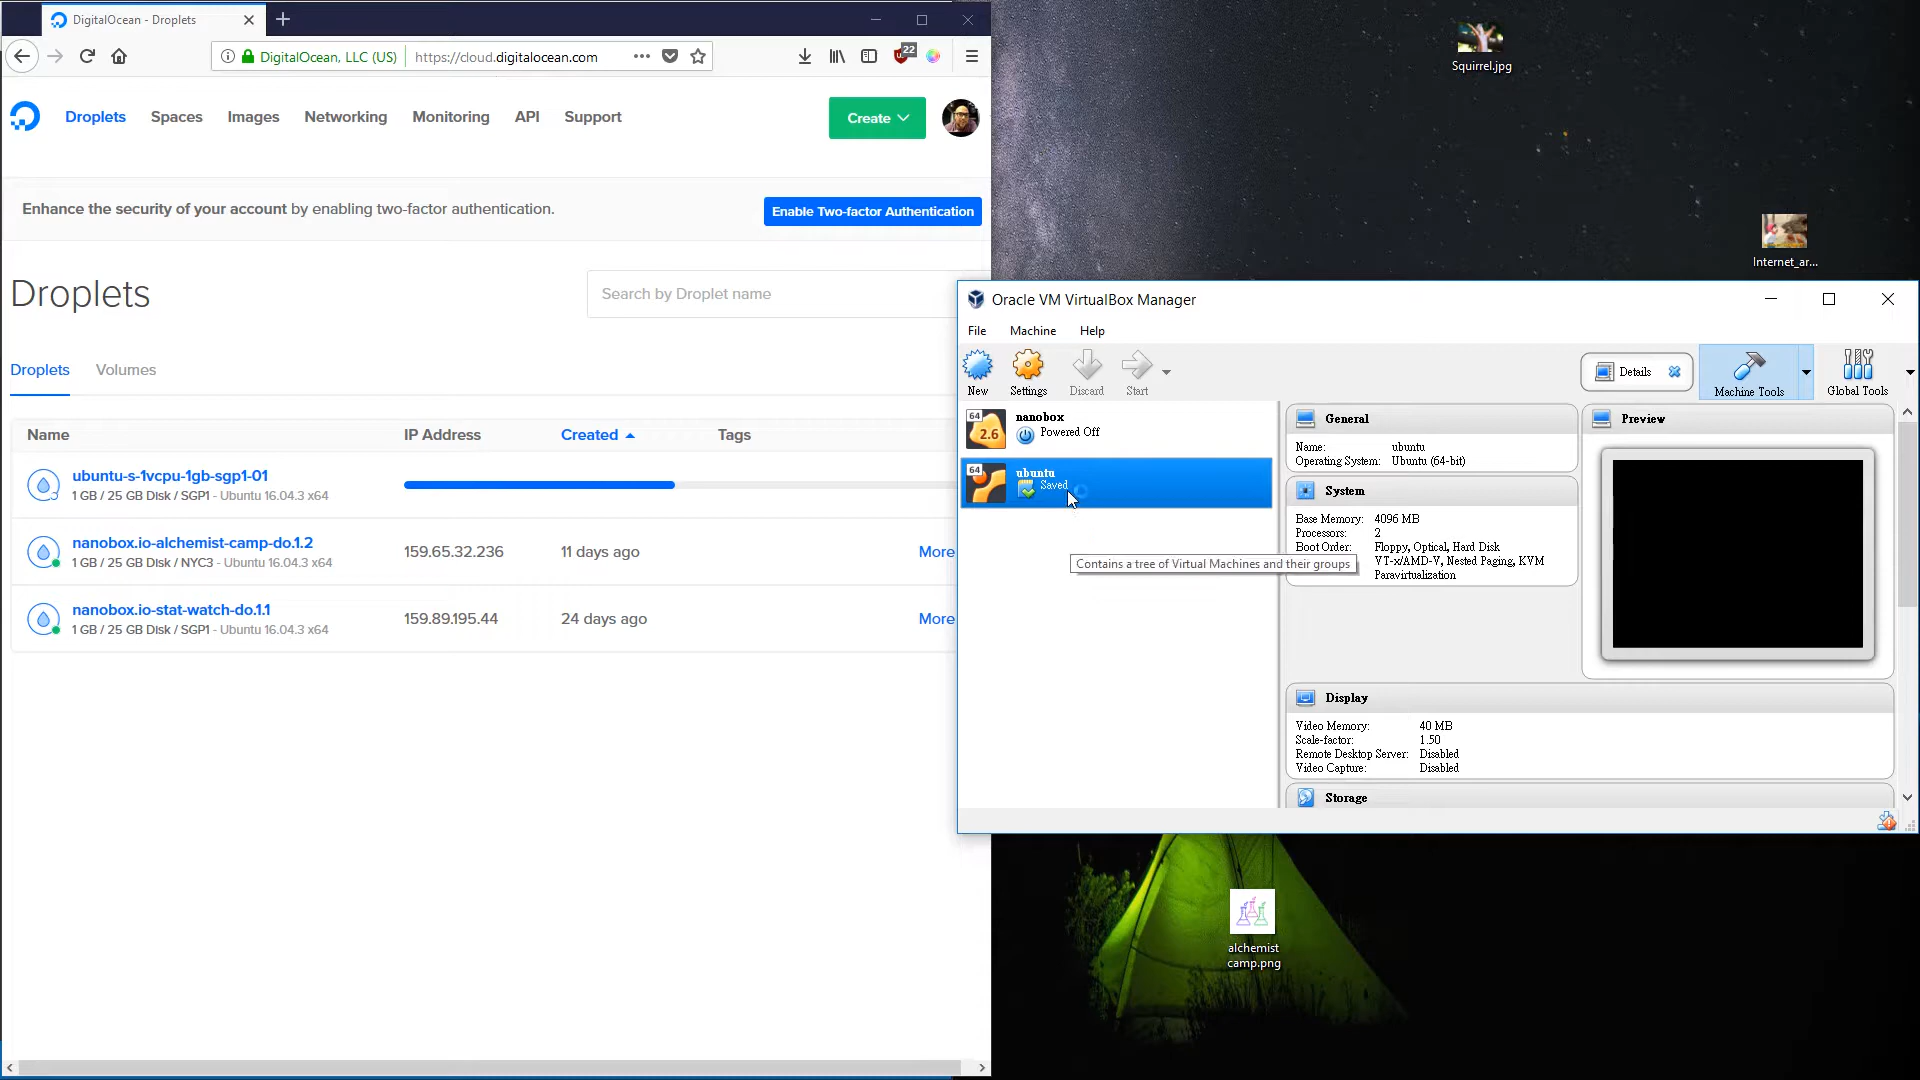 DigitalOcean - Droplets
DigitalOcean, LLC (US)
https://cloud.digitalocean.com
22
Droplets
Spaces
Images
Networking
Monitoring
API
Support
Create
Enhance the security of your account by enabling two-factor authentication.
Enable Two-factor Authentication
Droplets
Search by Droplet name
Droplets
Volumes
Name
IP Address
Created
Tags
ubuntu-s-1vcpu-1gb-sgp1-01
1 GB / 25 GB Disk / SGP1 - Ubuntu 16.04.3 x64
nanobox.io-alchemist-camp-do.1.2
1 GB / 25 GB Disk / NYC3 - Ubuntu 16.04.3 x64
159.65.32.236
11 days ago
More
nanobox.io-stat-watch-do.1.1
1 GB / 25 GB Disk / SGP1 - Ubuntu 16.04.3 x64
159.89.195.44
24 days ago
More
Squirrel.jpg
Internet_ar...
Oracle VM VirtualBox Manager
File
Machine
Help
New
Settings
Discard
Start
Details
Machine Tools
Global Tools
64
2.6
nanobox
Powered Off
64
ubuntu
Saved
Contains a tree of Virtual Machines and their groups
General
Name: ubuntu
Operating System: Ubuntu (64-bit)
System
Base Memory: 4096 MB
Processors: 2
Boot Order: Floppy, Optical, Hard Disk
VT-x/AMD-V, Nested Paging, KVM
Paravirtualization
Preview
Display
Video Memory: 40 MB
Scale-factor: 1.50
Remote Desktop Server: Disabled
Video Capture: Disabled
Storage
alchemist
camp.png